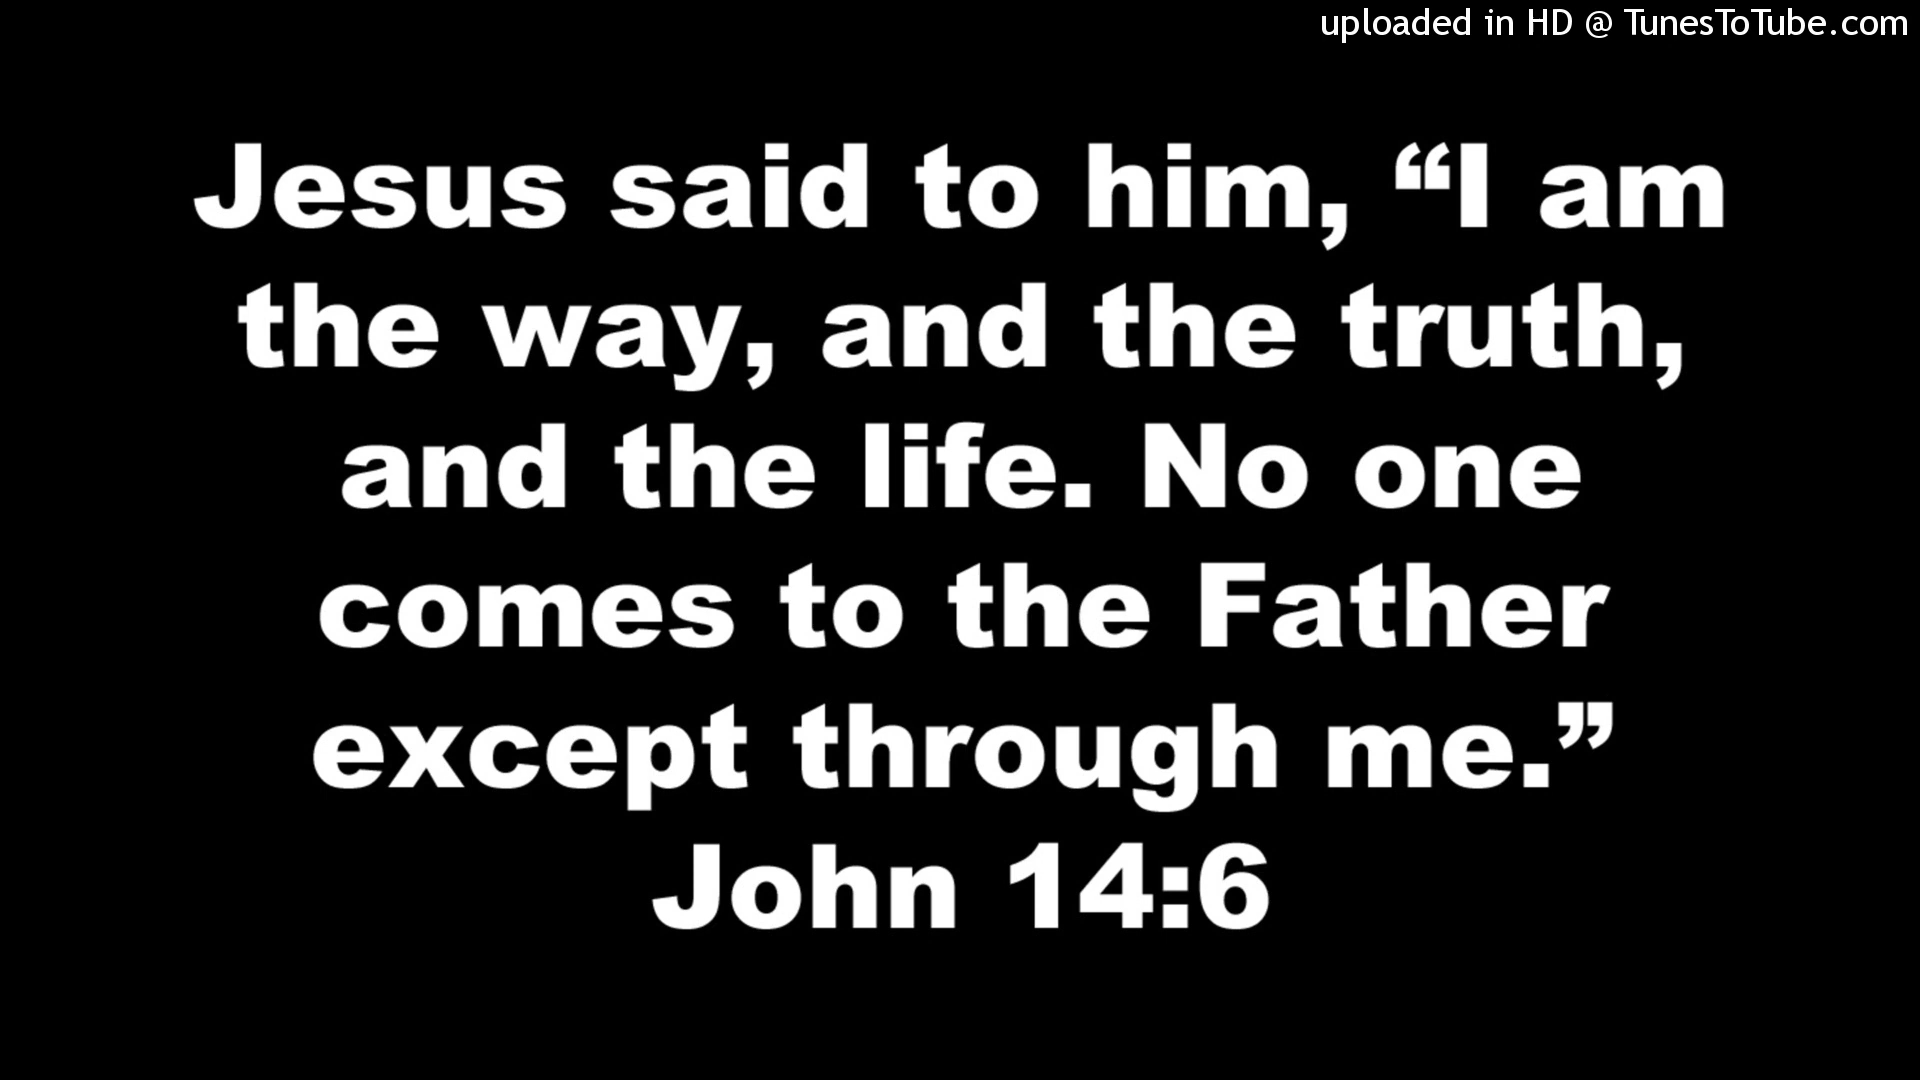 uploaded in HD @ TunesToTube.com
Jesus said to him, “I am
the way, and the truth,
and the life. No one
comes to the Father
except through me.”
John 14:6